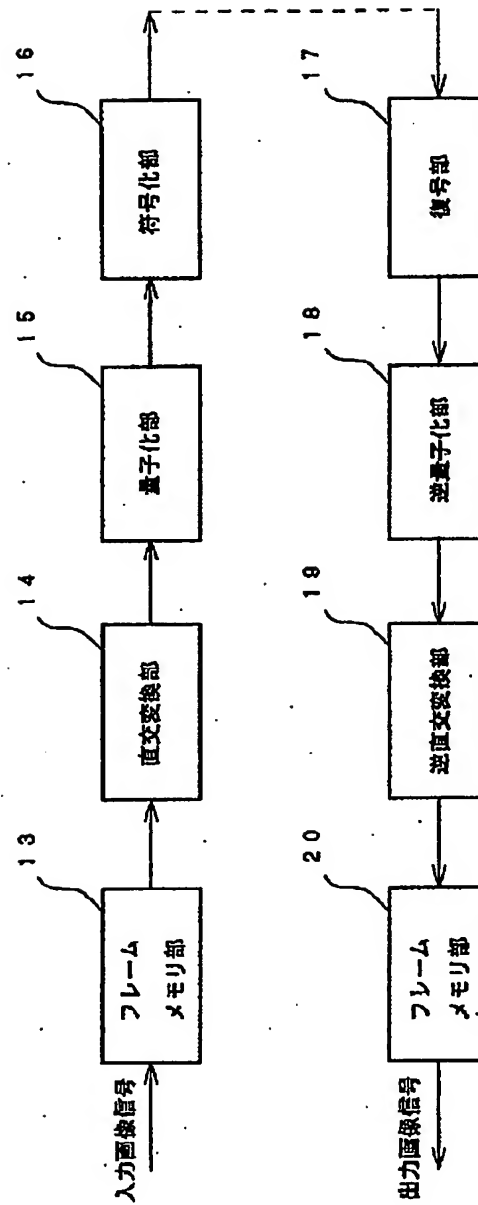 入力画像信号
13
フレーム
メモリ部
14
直交変換部
15
量子化部
16
符号化部
17
復号部
18
逆量子化部
19
逆直交変換部
20
フレーム
メモリ部
出力画像信号